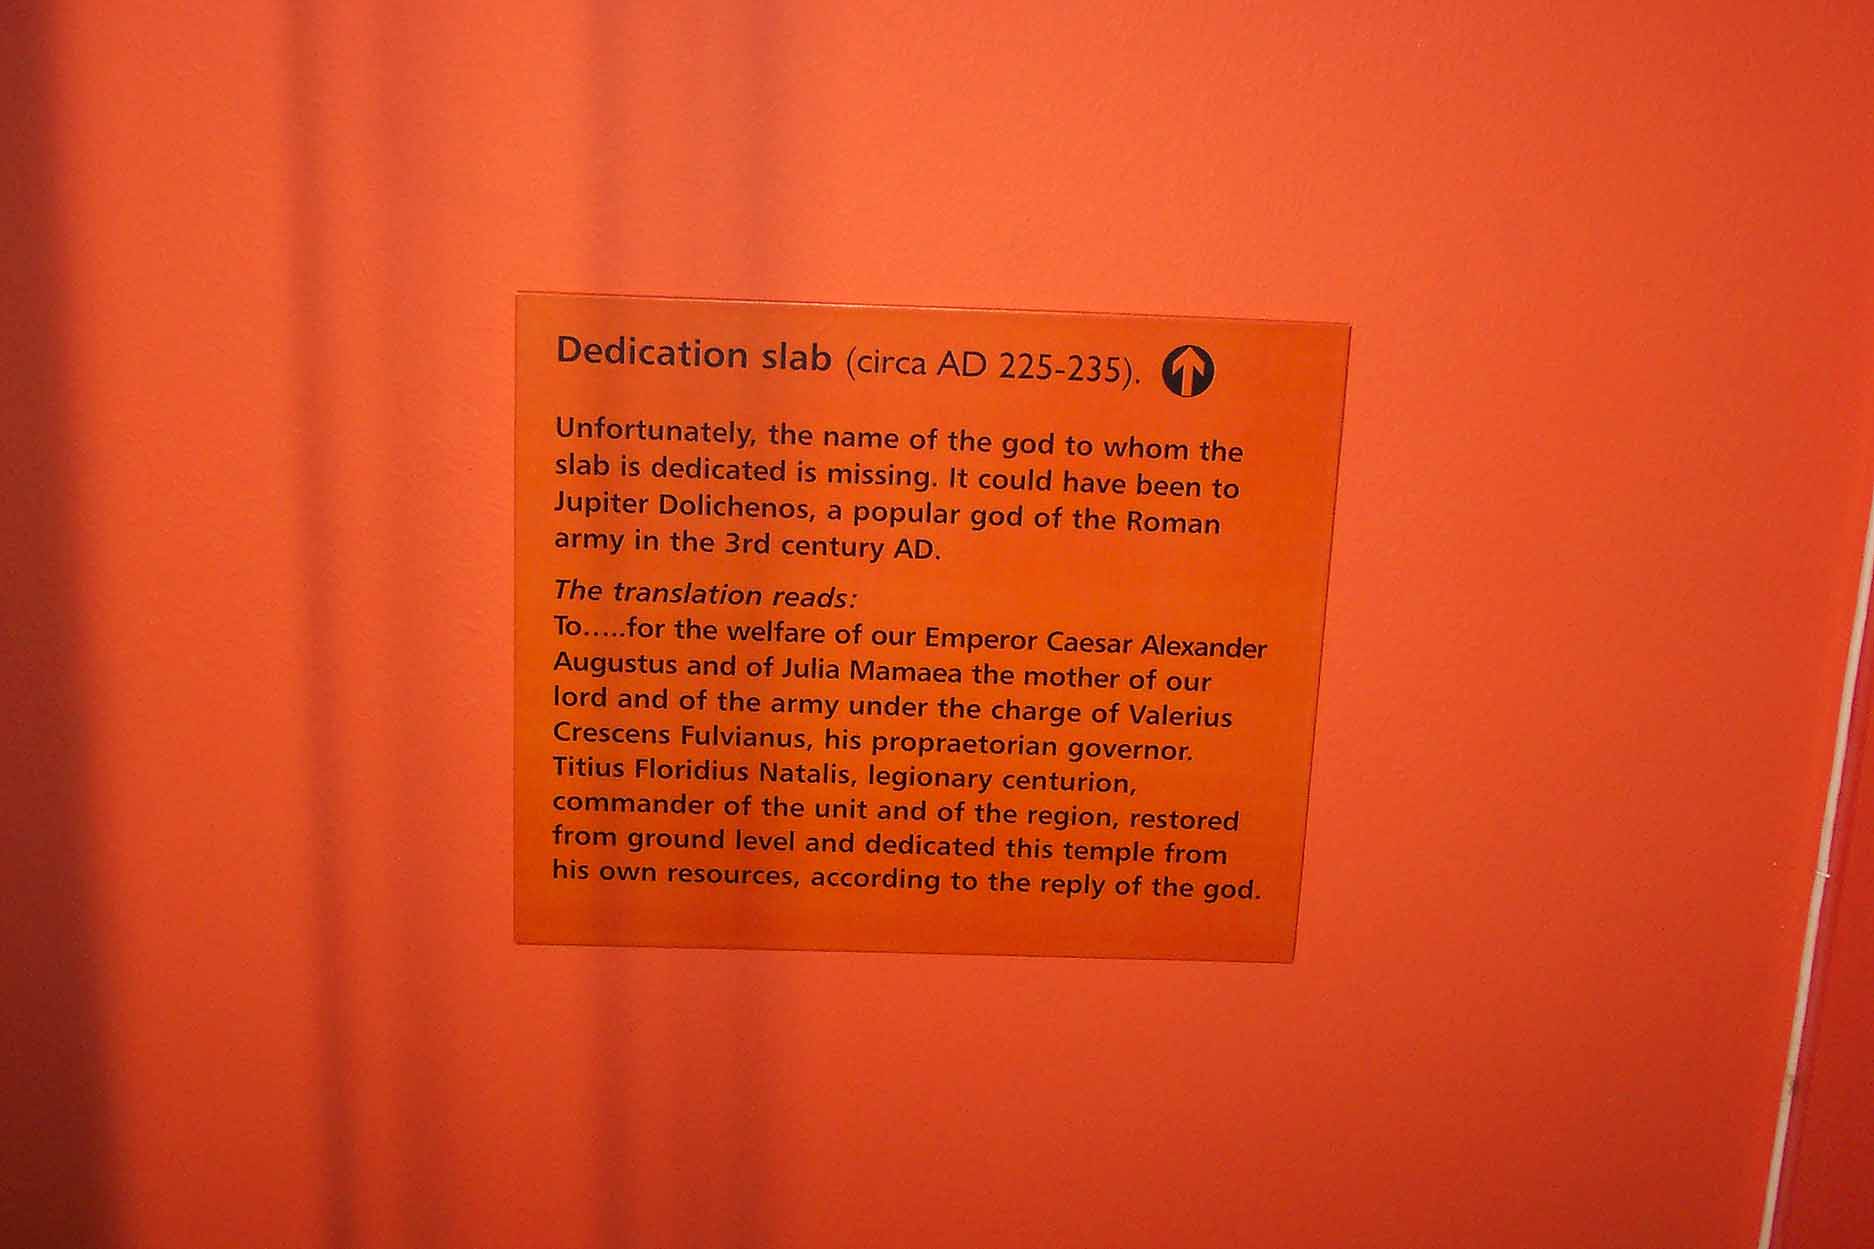 Dedication slab (circa AD 225-235).
Unfortunately, the name of the god to whom the
slab is dedicated is missing. It could have been to
Jupiter Dolichenos, a popular god of the Roman
army in the 3rd century AD.
The translation reads:
To.....for the welfare of our Emperor Caesar Alexander
Augustus and of Julia Mamaea the mother of our
lord and of the army under the charge of Valerius
Crescens Fulvianus, his propraetorian governor.
Titius Floridius Natalis, legionary centurion,
commander of the unit and of the region, restored
from ground level and dedicated this temple from
his own resources, according to the reply of the god.